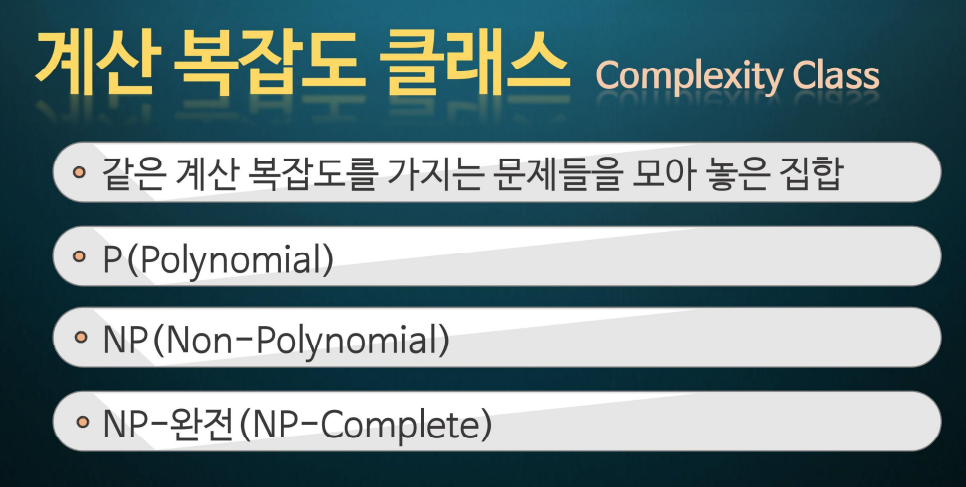 계산 복잡도 클래스 Complexity Class
같은 계산 복잡도를 가지는 문제들을 모아 놓은 집합
P(Polynomial)
NP(Non-Polynomial)
NP-완전(NP-Complete)